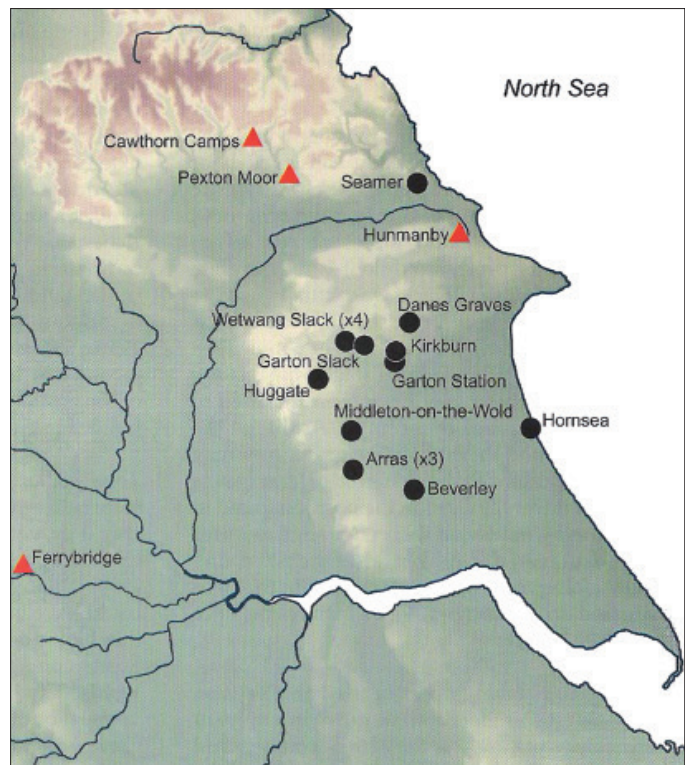 North Sea
Cawthorn Camps
Pexton Moor
Seamer
Hunmanby
Danes Graves
Wetwang Slack (x4)
Kirkburn
Garton Slack
Garton Station
Huggate
Middleton-on-the-Wold
Hornsea
Arras (x3)
Beverley
Ferrybridge